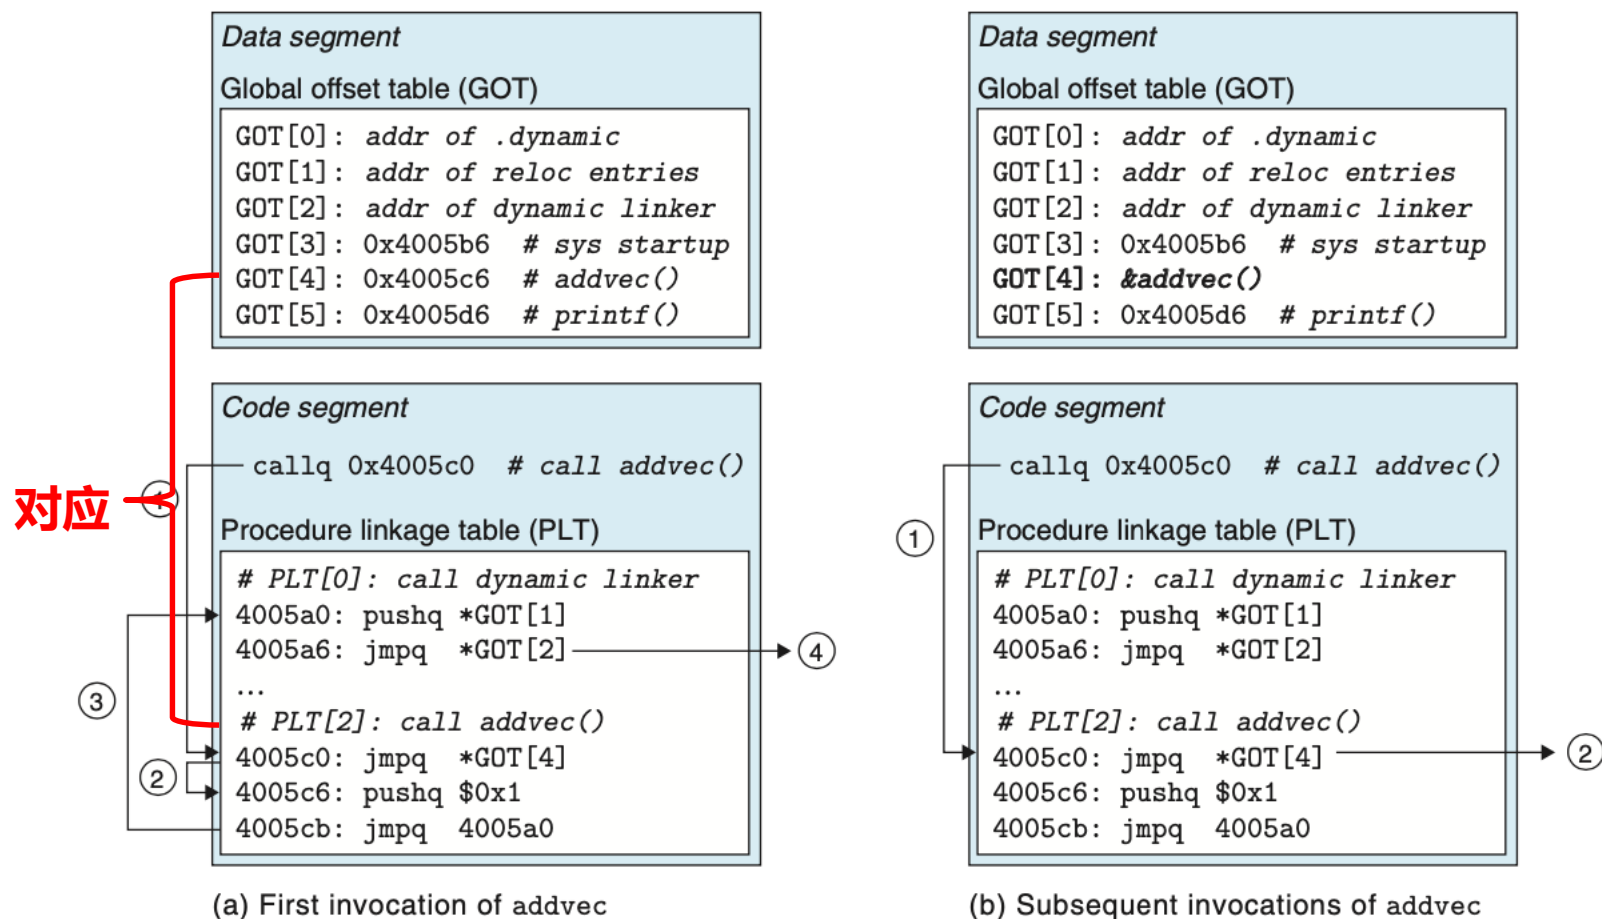 Data segment
Global offset table (GOT)
GOT[0]: addr of .dynamic
GOT[1]: addr of reloc entries
GOT[2]: addr of dynamic linker
GOT[3]: 0x4005b6 # sys startup
GOT[4]: 0x4005c6 # addvec()
GOT[5]: 0x4005d6 # printf()
Code segment
callq 0x4005c0 # call addvec()
对应
1
Procedure linkage table (PLT)
# PLT[0]: call dynamic linker
4005a0: pushq *GOT[1]
4005a6: jmpq *GOT[2]
4
...
3
# PLT[2]: call addvec()
4005c0: jmpq *GOT[4]
2
4005c6: pushq $0x1
4005cb: jmpq 4005a0
(a) First invocation of addvec
Data segment
Global offset table (GOT)
GOT[0]: addr of .dynamic
GOT[1]: addr of reloc entries
GOT[2]: addr of dynamic linker
GOT[3]: 0x4005b6 # sys startup
GOT[4]: &addvec()
GOT[5]: 0x4005d6 # printf()
Code segment
callq 0x4005c0 # call addvec()
1
Procedure linkage table (PLT)
# PLT[0]: call dynamic linker
4005a0: pushq *GOT[1]
4005a6: jmpq *GOT[2]
...
# PLT[2]: call addvec()
4005c0: jmpq *GOT[4]
2
4005c6: pushq $0x1
4005cb: jmpq 4005a0
(b) Subsequent invocations of addvec